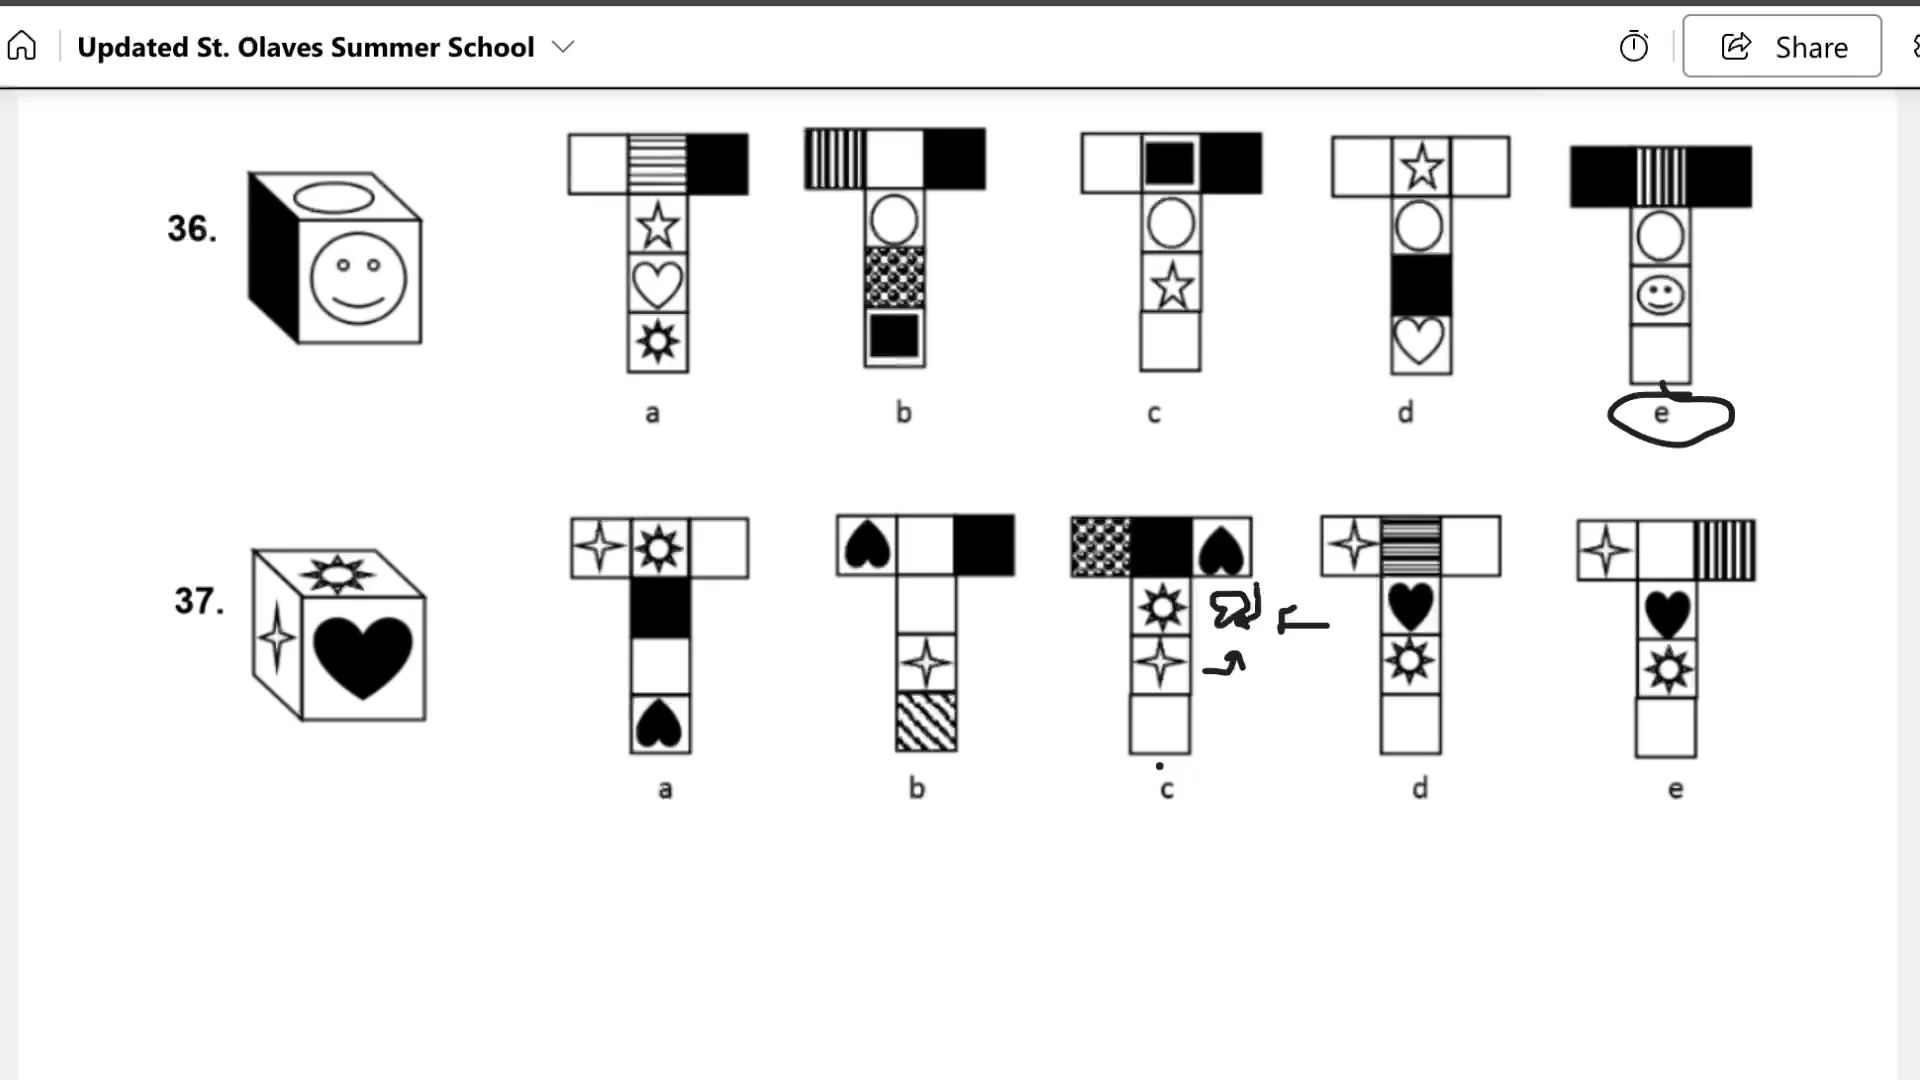 Updated St. Olaves Summer School
Share
36.
a b c d e
37.
a b c d e